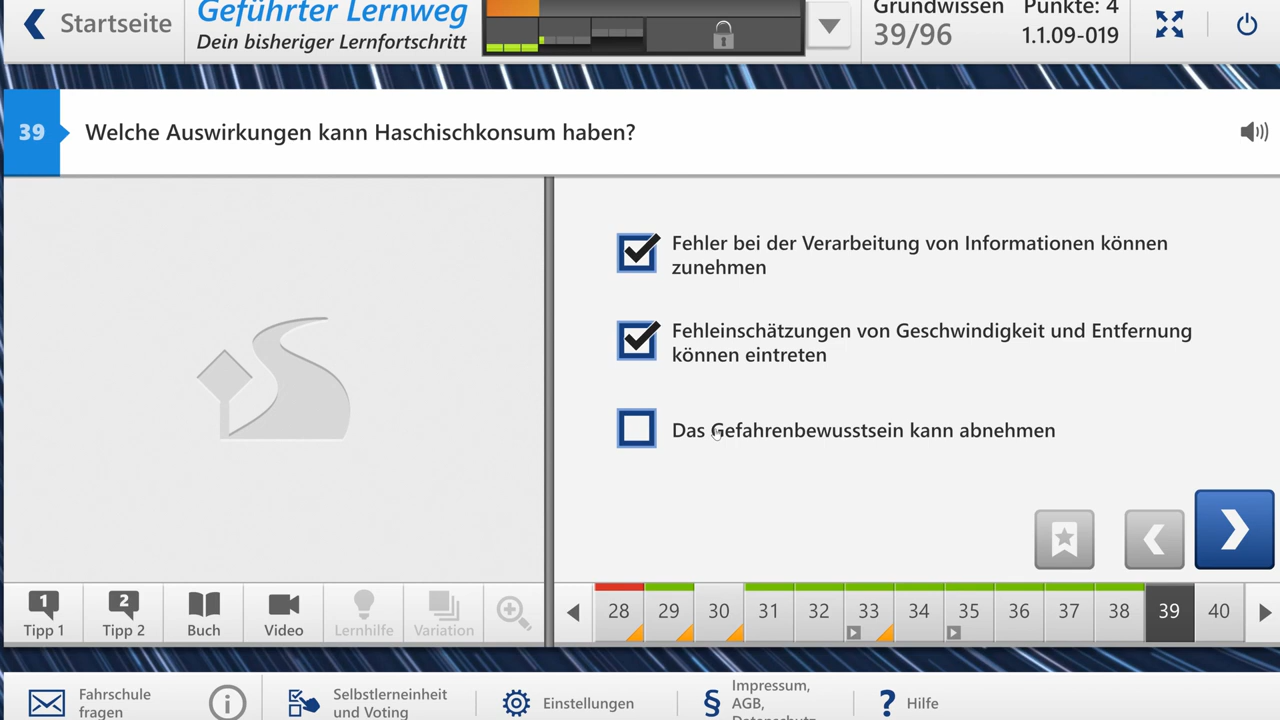 Startseite
Geführter Lernweg
Dein bisheriger Lernfortschritt
Grundwissen
39/96
Punkte: 4
1.1.09-019
39
Welche Auswirkungen kann Haschischkonsum haben?
Fehler bei der Verarbeitung von Informationen können
zunehmen
Fehleinschätzungen von Geschwindigkeit und Entfernung
können eintreten
Das Gefahrenbewusstsein kann abnehmen
1
Tipp 1
2
Tipp 2
Buch
Video
Lernhilfe
Variation
28 29 30 31 32 33 34 35 36 37 38 39 40
Fahrschule
fragen
Selbstlerneinheit
und Voting
Einstellungen
§
Impressum,
AGB,
Datenschutz
?
Hilfe